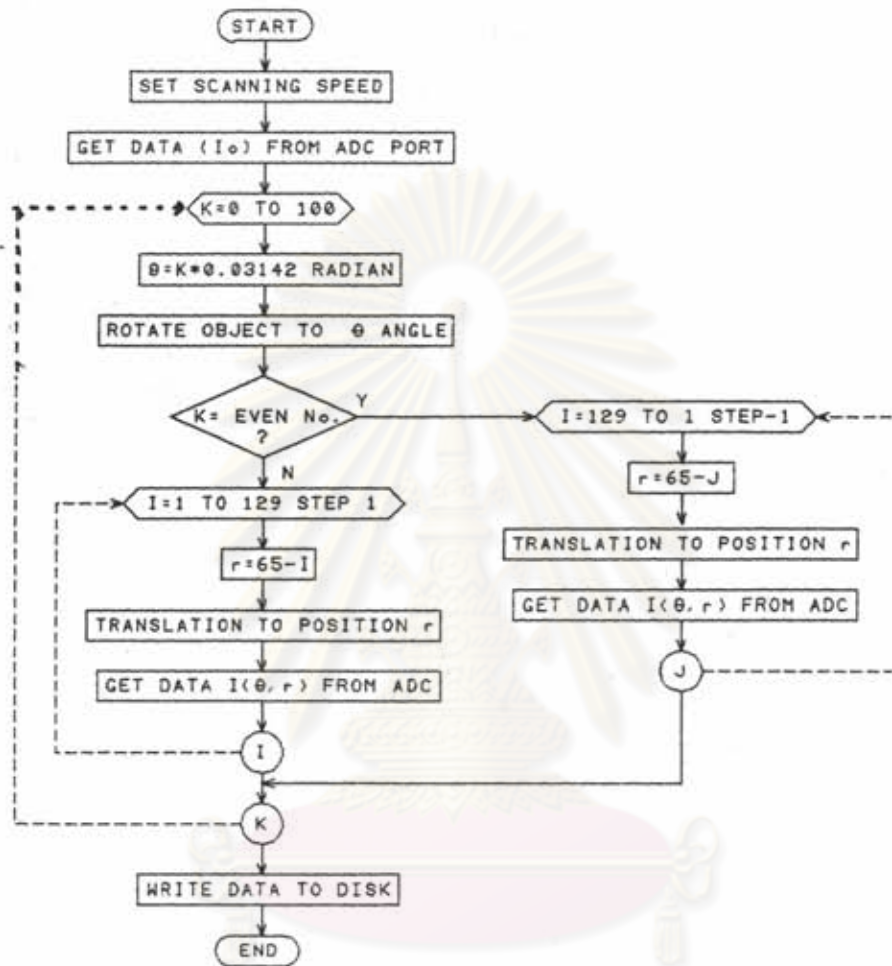 START
SET SCANNING SPEED
GET DATA (Io) FROM ADC PORT
K=0 TO 100
θ=K*0.03142 RADIAN
ROTATE OBJECT TO θ ANGLE
K= EVEN No.
?
Y
N
I=1 TO 129 STEP 1
r=65-I
TRANSLATION TO POSITION r
GET DATA I(θ,r) FROM ADC
I
I=129 TO 1 STEP-1
r=65-J
TRANSLATION TO POSITION r
GET DATA I(θ,r) FROM ADC
J
K
WRITE DATA TO DISK
END